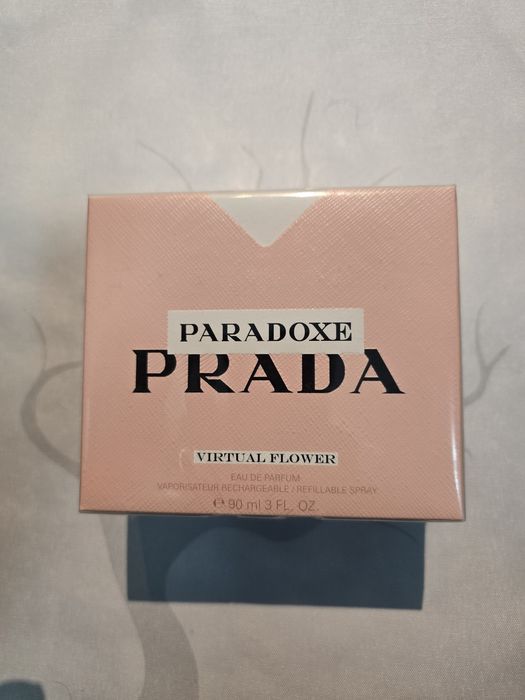 PARADOXE
PRADA
VIRTUAL FLOWER
EAU DE PARFUM
VAPORISATEUR RECHARGEABLE / REFILLABLE SPRAY
℮ 90 ml 3 FL. OZ.